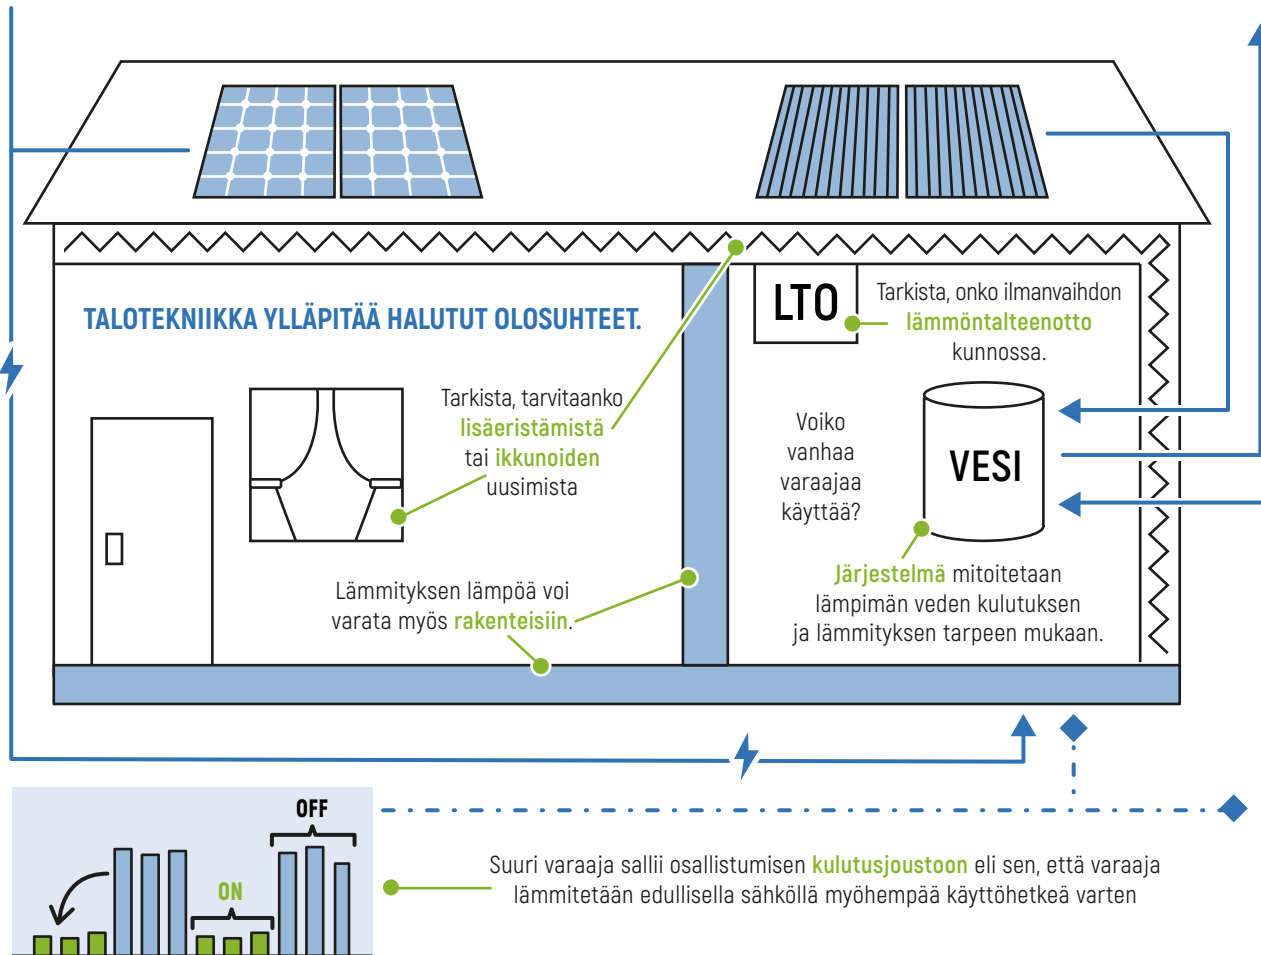 TALOTEKNIIKKA YLLÄPITÄÄ HALUTUT OLOSUHTEET.
LTO
Tarkista, onko ilmanvaihdon
lämmöntalteenotto
kunnossa.
Tarkista, tarvitaanko
lisäeristämistä
tai ikkunoiden
uusimista
Voiko
vanhaa
varaajaa
käyttää?
VESI
Järjestelmä mitoitetaan
lämpimän veden kulutuksen
ja lämmityksen tarpeen mukaan.
Lämmityksen lämpöä voi
varata myös rakenteisiin.
OFF
ON
Suuri varaaja sallii osallistumisen kulutusjoustoon eli sen, että varaaja
lämmitetään edullisella sähköllä myöhempää käyttöhetkeä varten